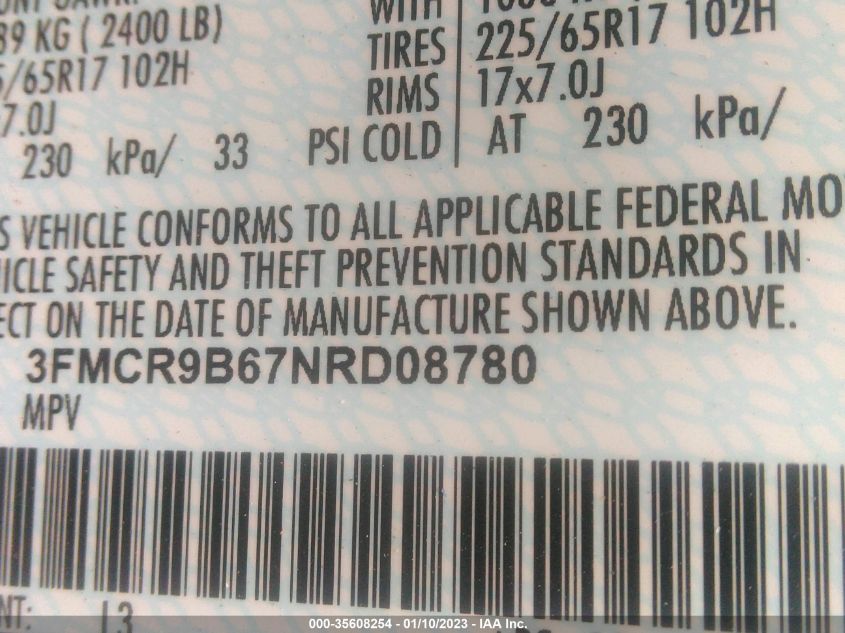 39 KG ( 2400 LB)
/65R17 102H
7.0J
230 kPa/ 33 PSI COLD
WITH
TIRES 225/65R17 102H
RIMS 17x7.0J
AT 230 kPa/
S VEHICLE CONFORMS TO ALL APPLICABLE FEDERAL MO
ICLE SAFETY AND THEFT PREVENTION STANDARDS IN
ECT ON THE DATE OF MANUFACTURE SHOWN ABOVE.
3FMCR9B67NRD08780
MPV
NT: L3
000-35608254 - 01/10/2023 - IAA Inc.